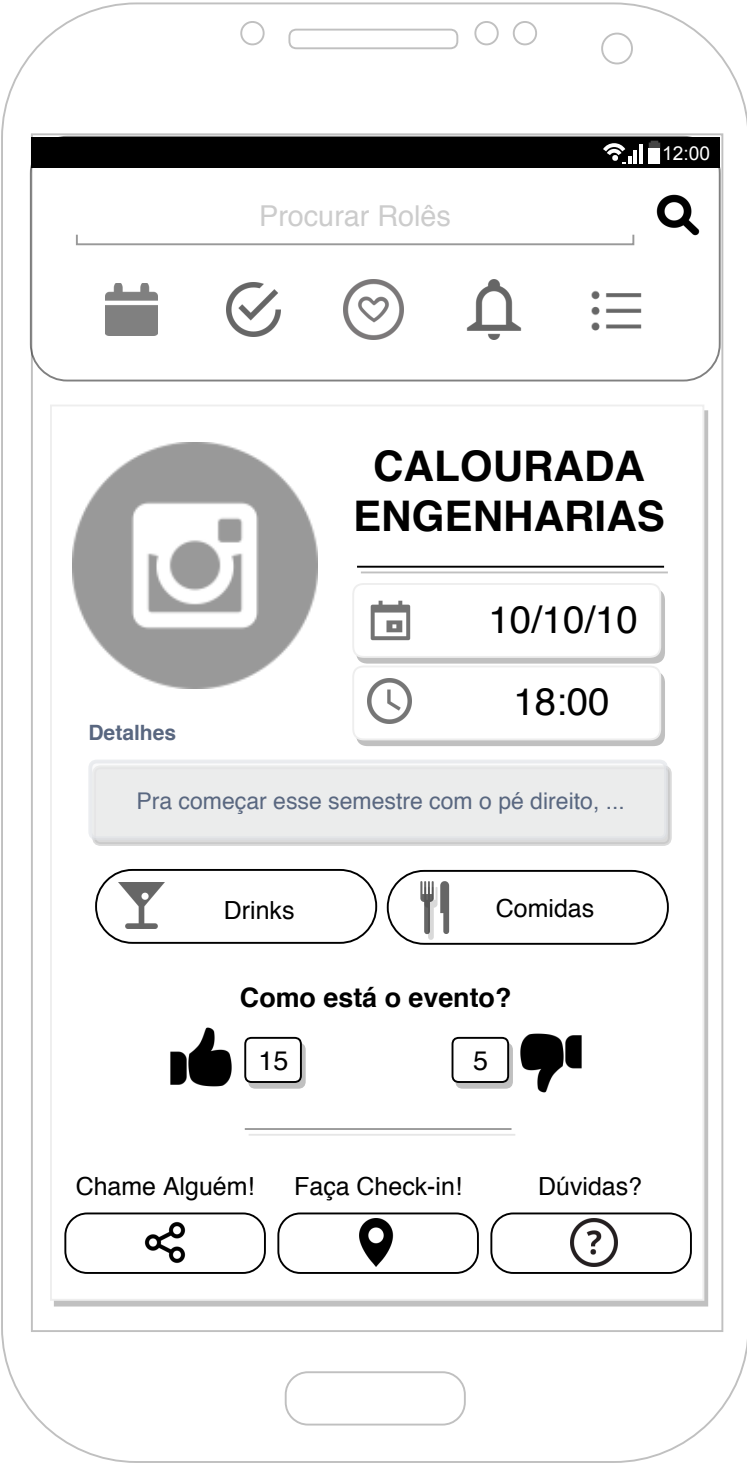 12:00
Procurar Rolês
CALOURADA
ENGENHARIAS
10/10/10
18:00
Detalhes
Pra começar esse semestre com o pé direito, ...
Drinks
Comidas
Como está o evento?
15
5
Chame Alguém!
Faça Check-in!
Dúvidas?
?